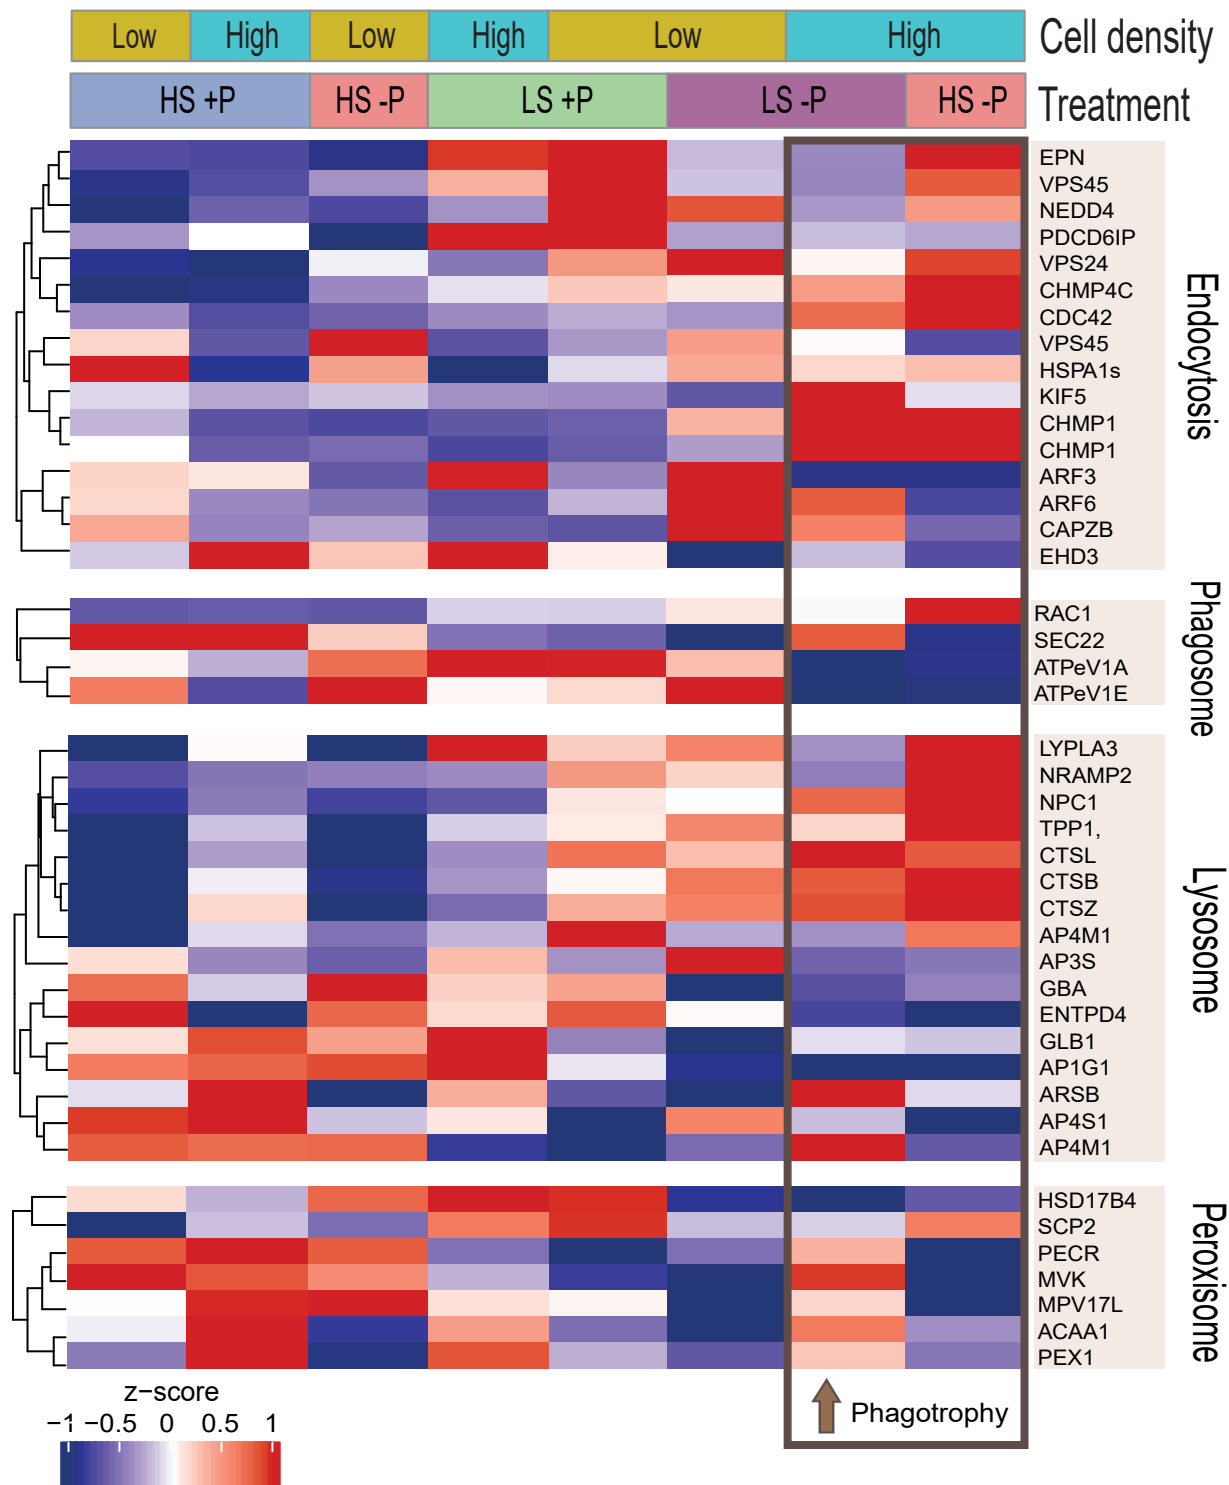 Low High Low High Low High Cell density
HS +P HS -P LS +P LS -P HS -P Treatment
EPN
VPS45
NEDD4
PDCD6IP
VPS24
CHMP4C
CDC42
VPS45
HSPA1s
KIF5
CHMP1
CHMP1
ARF3
ARF6
CAPZB
EHD3
Endocytosis
RAC1
SEC22
ATPeV1A
ATPeV1E
Phagosome
LYPLA3
NRAMP2
NPC1
TPP1,
CTSL
CTSB
CTSZ
AP4M1
AP3S
GBA
ENTPD4
GLB1
AP1G1
ARSB
AP4S1
AP4M1
Lysosome
HSD17B4
SCP2
PECR
MVK
MPV17L
ACAA1
PEX1
Peroxisome
z−score
−1 −0.5 0 0.5 1
Phagotrophy